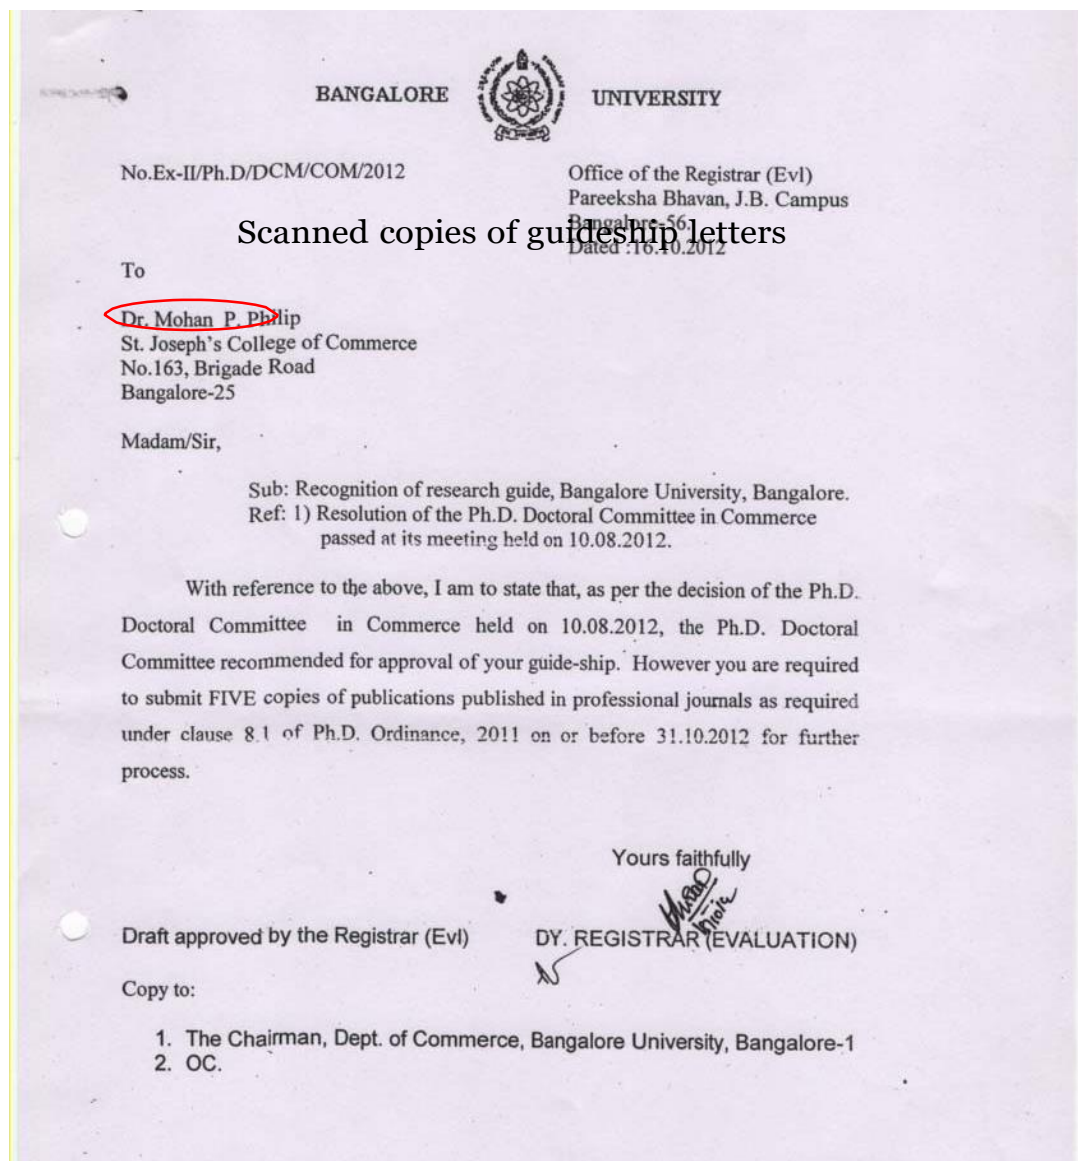 BANGALORE UNIVERSITY
No.Ex-II/Ph.D/DCM/COM/2012
Office of the Registrar (Evl)
Pareeksha Bhavan, J.B. Campus
Bangalore-56.
Dated :16.10.2012
Scanned copies of guideship letters
To
Dr. Mohan P. Philip
St. Joseph's College of Commerce
No.163, Brigade Road
Bangalore-25
Madam/Sir,
Sub: Recognition of research guide, Bangalore University, Bangalore.
Ref: 1) Resolution of the Ph.D. Doctoral Committee in Commerce
passed at its meeting held on 10.08.2012.
With reference to the above, I am to state that, as per the decision of the Ph.D.
Doctoral Committee in Commerce held on 10.08.2012, the Ph.D. Doctoral
Committee recommended for approval of your guide-ship. However you are required
to submit FIVE copies of publications published in professional journals as required
under clause 8.1 of Ph.D. Ordinance, 2011 on or before 31.10.2012 for further
process.
Yours faithfully
Draft approved by the Registrar (Evl)
DY. REGISTRAR (EVALUATION)
Copy to:
1. The Chairman, Dept. of Commerce, Bangalore University, Bangalore-1
2. OC.